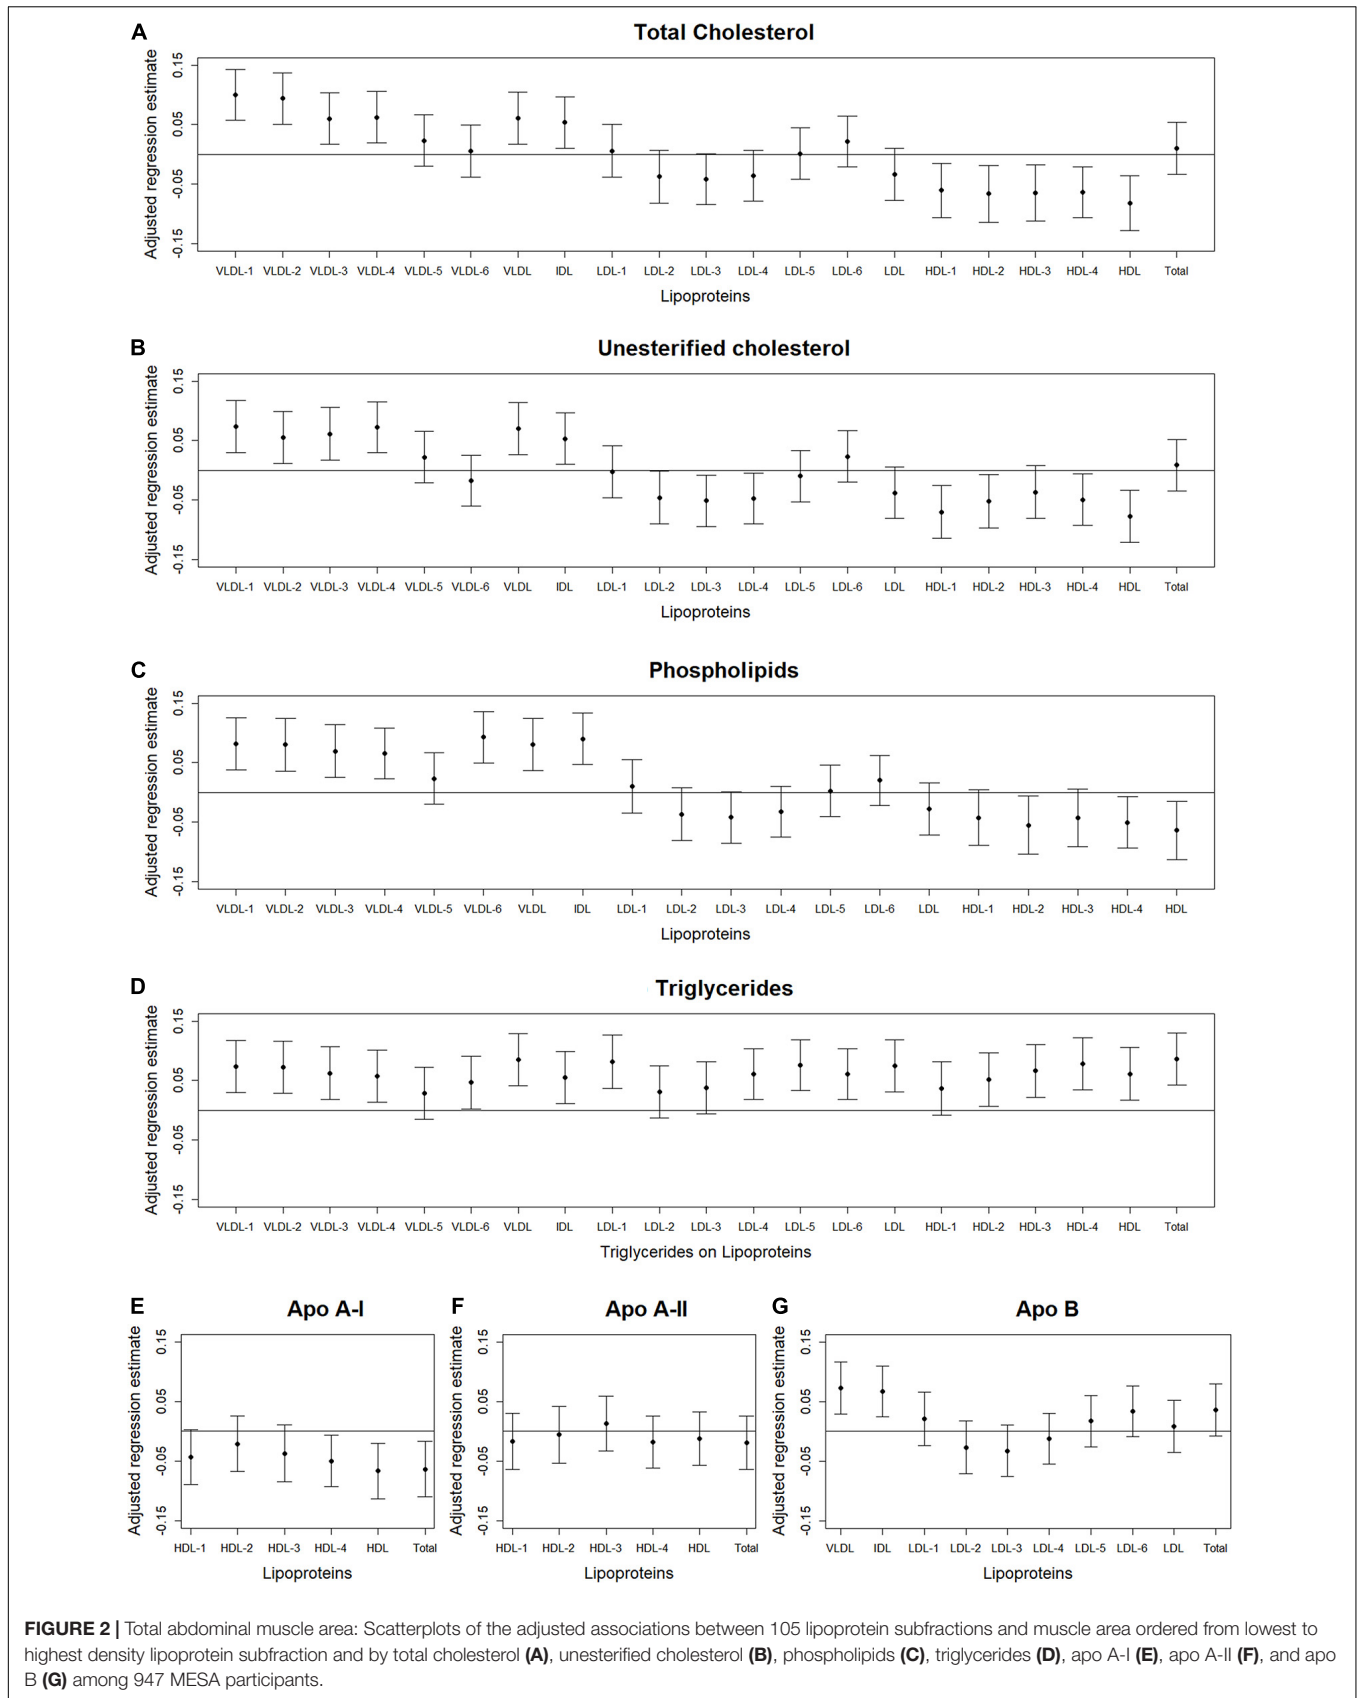 A
Total Cholesterol
Adjusted regression estimate
0.15
0.05
-0.05
-0.15
VLDL-1 VLDL-2 VLDL-3 VLDL-4 VLDL-5 VLDL-6 VLDL IDL LDL-1 LDL-2 LDL-3 LDL-4 LDL-5 LDL-6 LDL HDL-1 HDL-2 HDL-3 HDL-4 HDL Total
Lipoproteins
B
Unesterified cholesterol
Adjusted regression estimate
0.15
0.05
-0.05
-0.15
VLDL-1 VLDL-2 VLDL-3 VLDL-4 VLDL-5 VLDL-6 VLDL IDL LDL-1 LDL-2 LDL-3 LDL-4 LDL-5 LDL-6 LDL HDL-1 HDL-2 HDL-3 HDL-4 HDL Total
Lipoproteins
C
Phospholipids
Adjusted regression estimate
0.15
0.05
-0.05
-0.15
VLDL-1 VLDL-2 VLDL-3 VLDL-4 VLDL-5 VLDL-6 VLDL IDL LDL-1 LDL-2 LDL-3 LDL-4 LDL-5 LDL-6 LDL HDL-1 HDL-2 HDL-3 HDL-4 HDL
Lipoproteins
D
Triglycerides
Adjusted regression estimate
0.15
0.05
-0.05
-0.15
VLDL-1 VLDL-2 VLDL-3 VLDL-4 VLDL-5 VLDL-6 VLDL IDL LDL-1 LDL-2 LDL-3 LDL-4 LDL-5 LDL-6 LDL HDL-1 HDL-2 HDL-3 HDL-4 HDL Total
Triglycerides on Lipoproteins
E
Apo A-I
Adjusted regression estimate
0.15
0.05
-0.05
-0.15
HDL-1 HDL-2 HDL-3 HDL-4 HDL Total
Lipoproteins
F
Apo A-II
Adjusted regression estimate
0.15
0.05
-0.05
-0.15
HDL-1 HDL-2 HDL-3 HDL-4 HDL Total
Lipoproteins
G
Apo B
Adjusted regression estimate
0.15
0.05
-0.05
-0.15
VLDL IDL LDL-1 LDL-2 LDL-3 LDL-4 LDL-5 LDL-6 LDL Total
Lipoproteins
FIGURE 2 | Total abdominal muscle area: Scatterplots of the adjusted associations between 105 lipoprotein subfractions and muscle area ordered from lowest to
highest density lipoprotein subfraction and by total cholesterol (A), unesterified cholesterol (B), phospholipids (C), triglycerides (D), apo A-I (E), apo A-II (F), and apo
B (G) among 947 MESA participants.